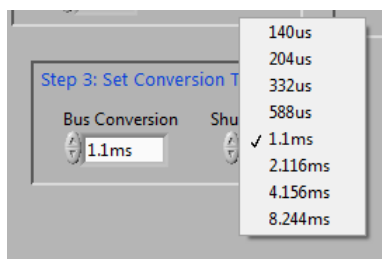 Step 3: Set Conversion T
Bus Conversion
Shu
1.1ms
140us
204us
332us
588us
✓ 1.1ms
2.116ms
4.156ms
8.244ms